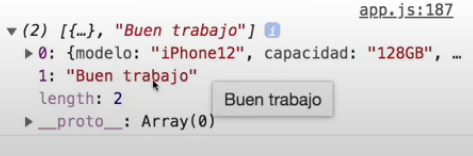 app.js:187
▼ (2) [{…}, "Buen trabajo"] i
▶ 0: {modelo: "iPhone12", capacidad: "128GB", …
1: "Buen trabajo"
length: 2
Buen trabajo
▶ __proto__: Array(0)